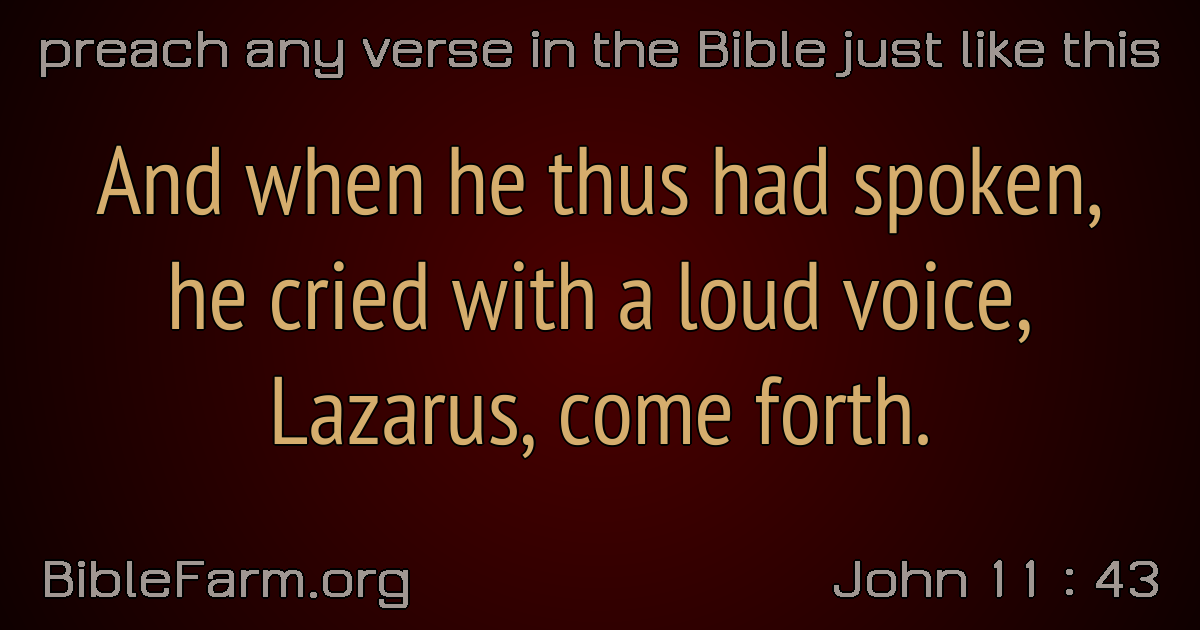 preach any verse in the Bible just like this
And when he thus had spoken,
he cried with a loud voice,
Lazarus, come forth.
BibleFarm.org
John 11 : 43